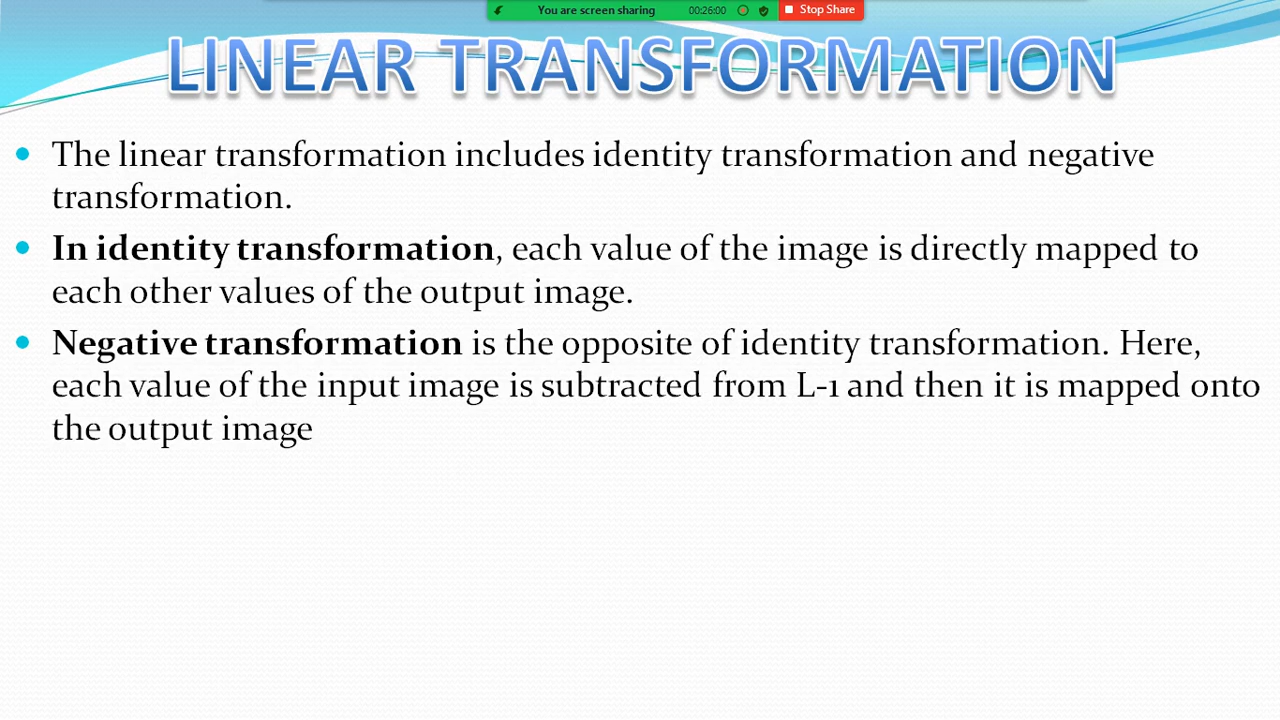 You are screen sharing 00:26:00 Stop Share
LINEAR TRANSFORMATION
• The linear transformation includes identity transformation and negative
transformation.
• In identity transformation, each value of the image is directly mapped to
each other values of the output image.
• Negative transformation is the opposite of identity transformation. Here,
each value of the input image is subtracted from L-1 and then it is mapped onto
the output image